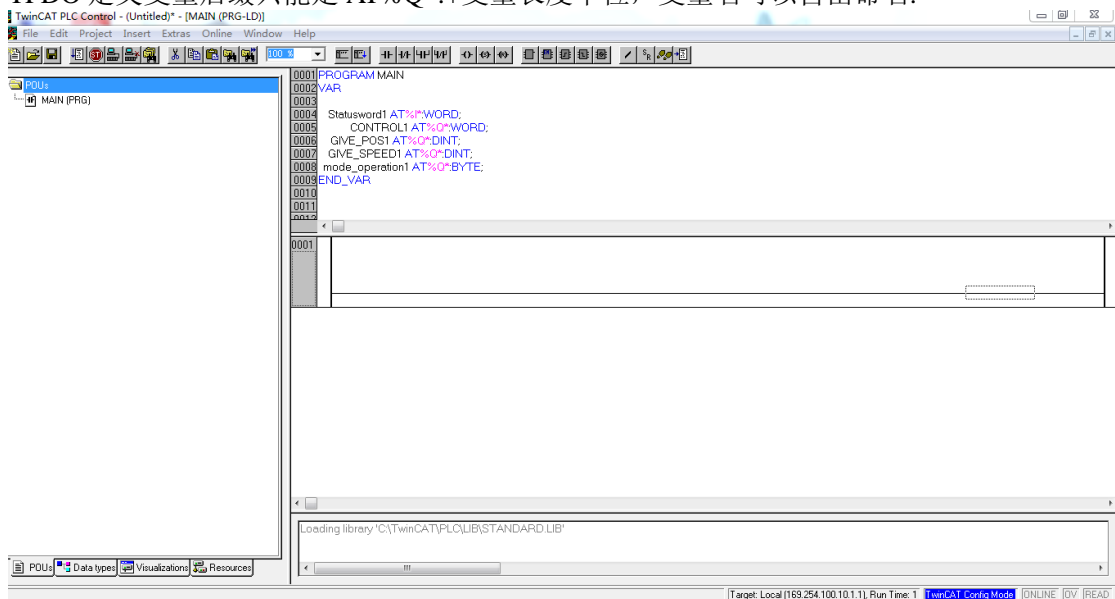 TwinCAT PLC Control - (Untitled)* - [MAIN (PRG-LD)]
File Edit Project Insert Extras Online Window Help
100 %
POUs
MAIN (PRG)
0001 PROGRAM MAIN
0002 VAR
0003
0004 Statusword1 AT%I*:WORD;
0005 CONTROL1 AT%Q*:WORD;
0006 GIVE_POS1 AT%Q*:DINT;
0007 GIVE_SPEED1 AT%Q*:DINT;
0008 mode_operation1 AT%Q*:BYTE;
0009 END_VAR
0010
0011
0012
0001
Loading library 'C:\TwinCAT\PLC\LIB\STANDARD.LIB'
POUs Data types Visualizations Resources
Target: Local (169.254.100.10.1.1), Run Time: 1 TwinCAT Config Mode ONLINE OV READ